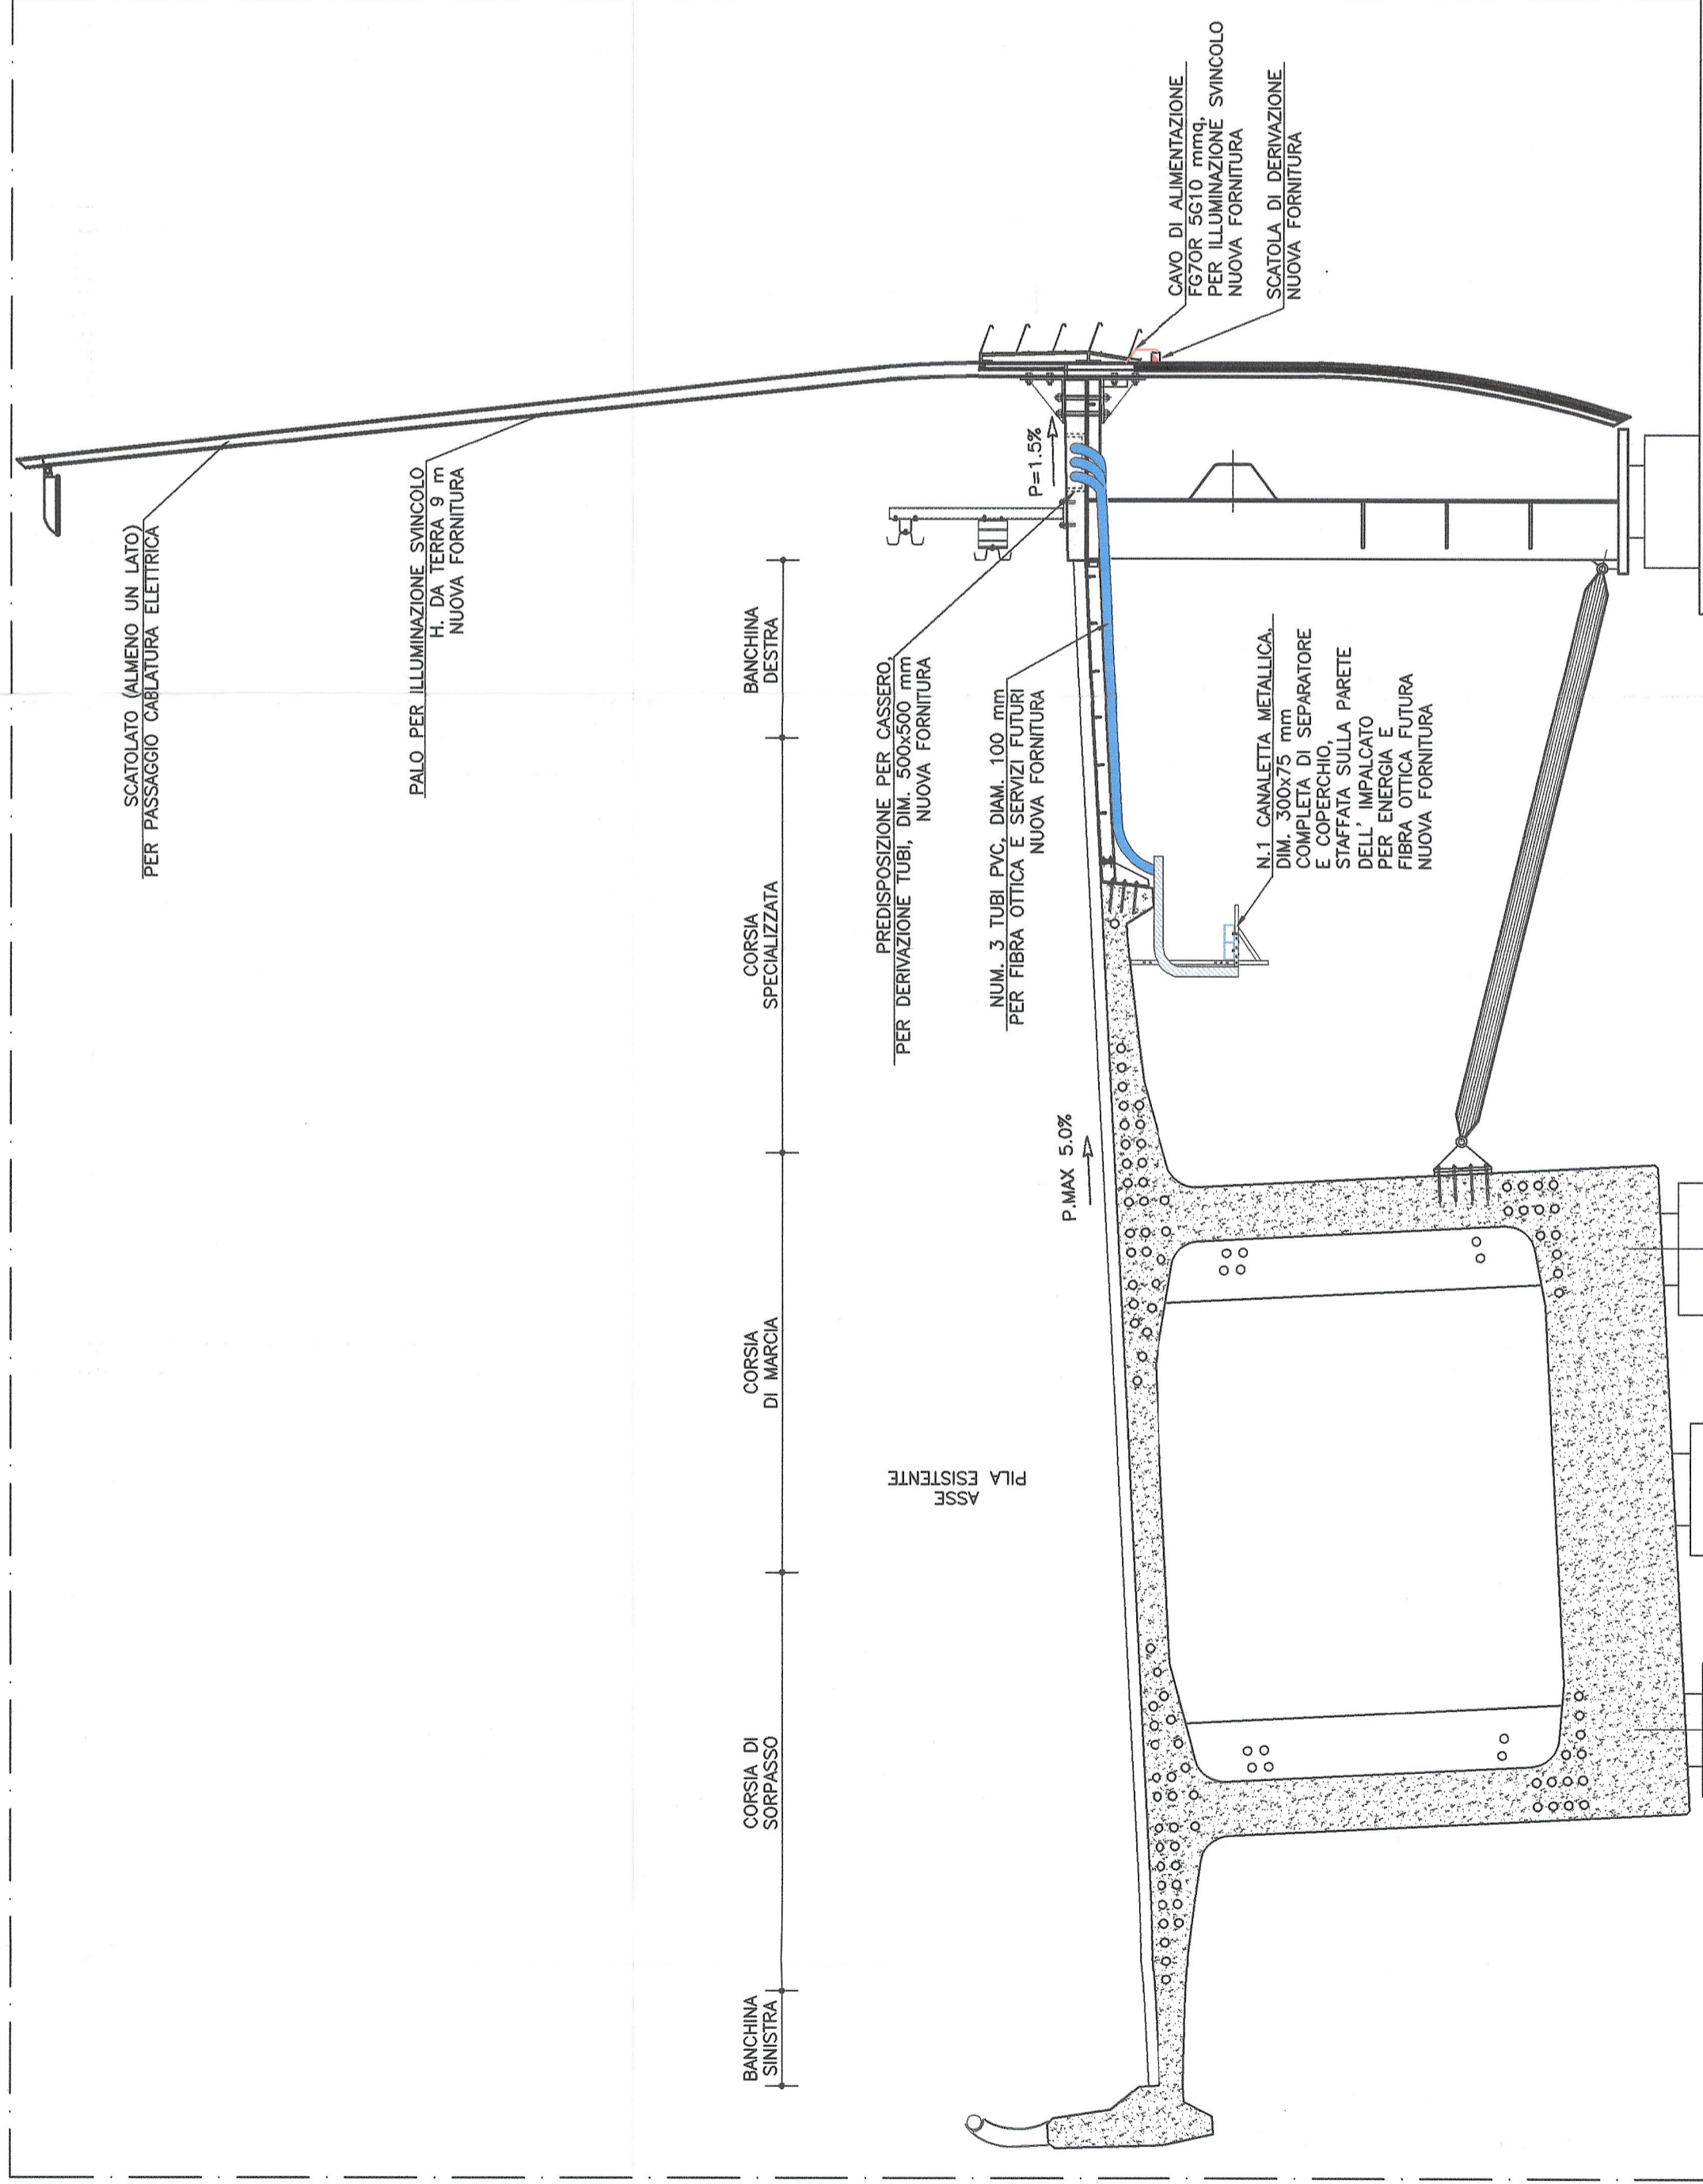 SCATOLATO (ALMENO UN LATO)
PER PASSAGGIO CABLATURA ELETTRICA
PALO PER ILLUMINAZIONE SVINCOLO
H. DA TERRA 9 m
NUOVA FORNITURA
BANCHINA
SINISTRA
CORSIA DI
SORPASSO
CORSIA
DI MARCIA
CORSIA
SPECIALIZZATA
BANCHINA
DESTRA
PREDISPOSIZIONE PER CASSERO,
PER DERIVAZIONE TUBI, DIM. 500x500 mm
NUOVA FORNITURA
NUM. 3 TUBI PVC, DIAM. 100 mm
PER FIBRA OTTICA E SERVIZI FUTURI
NUOVA FORNITURA
ASSE
PILA ESISTENTE
P.MAX 5.0%
P=1.5%
CAVO DI ALIMENTAZIONE
FG7OR 5G10 mmq,
PER ILLUMINAZIONE SVINCOLO
NUOVA FORNITURA
SCATOLA DI DERIVAZIONE
NUOVA FORNITURA
N.1 CANALETTA METALLICA,
DIM. 300x75 mm
COMPLETA DI SEPARATORE
E COPERCHIO,
STAFFATA SULLA PARETE
DELL' IMPALCATO
PER ENERGIA E
FIBRA OTTICA FUTURA
NUOVA FORNITURA